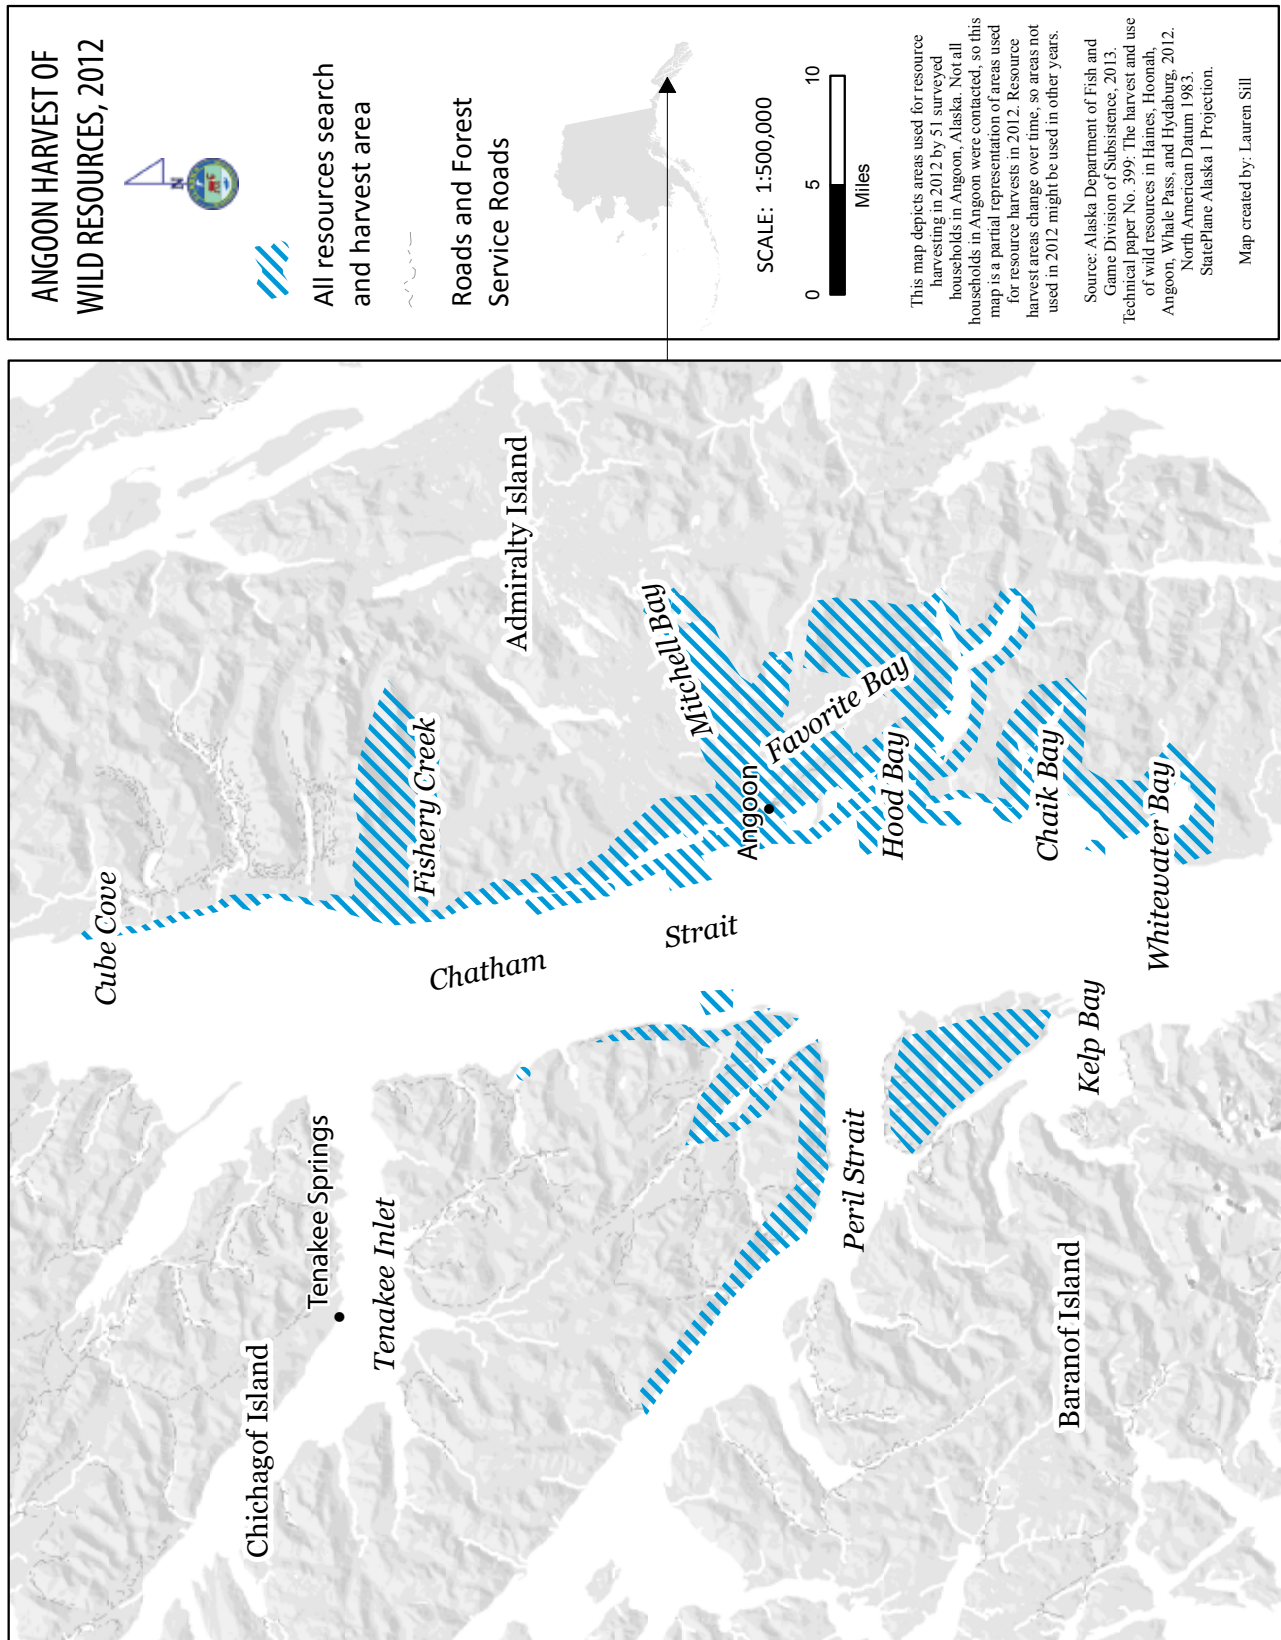 ANGOON HARVEST OF
WILD RESOURCES, 2012
N
All resources search
and harvest area
Roads and Forest
Service Roads
SCALE: 1:500,000
0 5 10
Miles
This map depicts areas used for resource
harvesting in 2012 by 51 surveyed
households in Angoon, Alaska. Not all
households in Angoon were contacted, so this
map is a partial representation of areas used
for resource harvests in 2012. Resource
harvest areas change over time, so areas not
used in 2012 might be used in other years.
Source: Alaska Department of Fish and
Game Division of Subsistence, 2013.
Technical paper No. 399: The harvest and use
of wild resources in Haines, Hoonah,
Angoon, Whale Pass, and Hydaburg, 2012.
North American Datum 1983.
StatePlane Alaska 1 Projection.
Map created by: Lauren Sill
Cube Cove
Fishery Creek
Admiralty Island
Mitchell Bay
Angoon
Favorite Bay
Hood Bay
Chaik Bay
Whitewater Bay
Chatham
Strait
Kelp Bay
Peril Strait
Tenakee Springs
Tenakee Inlet
Chichagof Island
Baranof Island